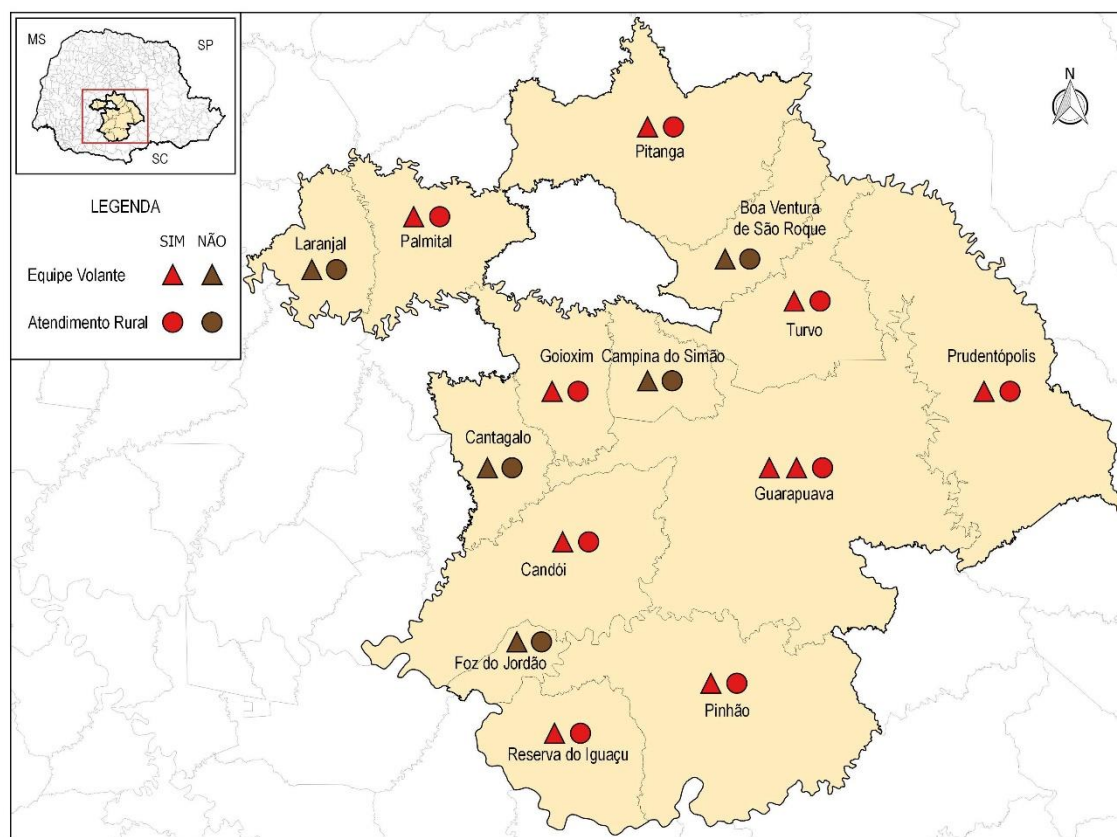 MS
SP
SC
N
LEGENDA
SIM NÃO
Equipe Volante
Atendimento Rural
Pitanga
Boa Ventura
de São Roque
Laranjal
Palmital
Turvo
Goioxim
Campina do Simão
Prudentópolis
Cantagalo
Guarapuava
Candói
Foz do Jordão
Pinhão
Reserva do Iguaçu